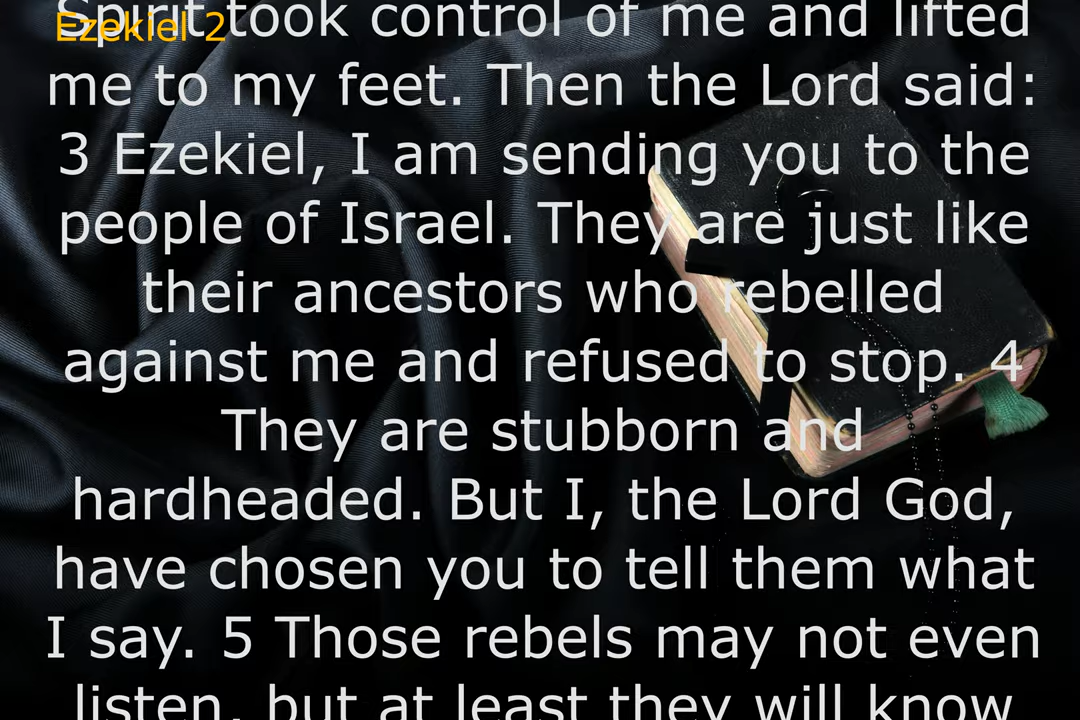 Ezekiel 2
Spirit took control of me and lifted
me to my feet. Then the Lord said:
3 Ezekiel, I am sending you to the
people of Israel. They are just like
their ancestors who rebelled
against me and refused to stop. 4
They are stubborn and
hardheaded. But I, the Lord God,
have chosen you to tell them what
I say. 5 Those rebels may not even
listen, but at least they will know